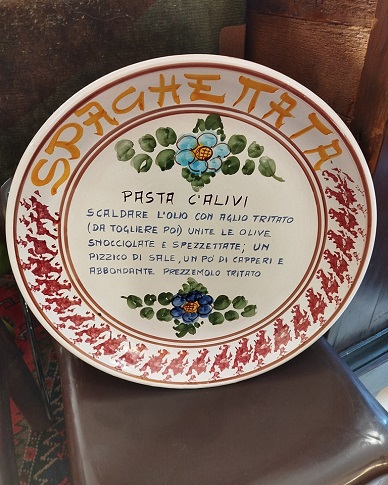 SPAGHETTATA
PASTA C'ALIVI
SCALDARE L'OLIO CON AGLIO TRITATO
(DA TOGLIERE POI) UNITE LE OLIVE
SNOCCIOLATE E SPEZZETTATE; UN
PIZZICO DI SALE, UN PO' DI CAPPERI E
ABBONDANTE PREZZEMOLO TRITATO